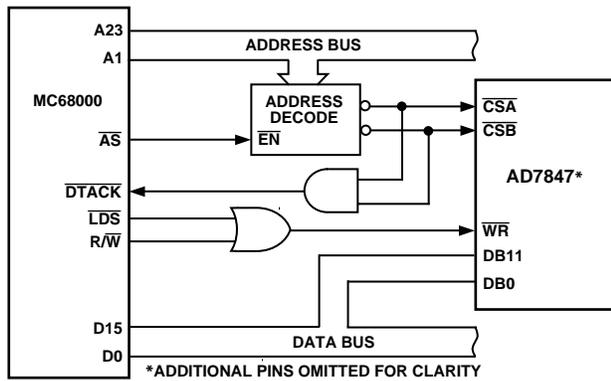 A23
ADDRESS BUS
A1
MC68000
ADDRESS
DECODE
EN
AS
CSA
CSB
AD7847*
DTACK
LDS
R/W
WR
DB11
DB0
D15
DATA BUS
D0
*ADDITIONAL PINS OMITTED FOR CLARITY